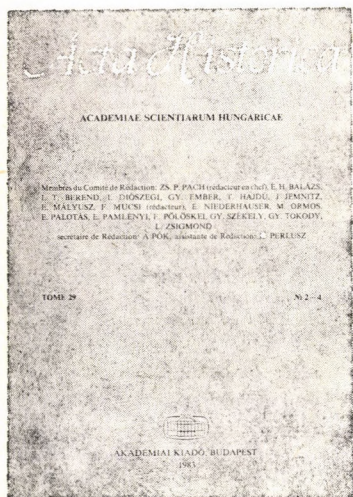 Acta Historica
ACADEMIAE SCIENTIARUM HUNGARICAE
Membres du Comité de Rédaction: ZS. P. PACH (rédacteur en chef), E. H. BALÁZS,
I. T. BEREND, I. DIÓSZEGI, GY. EMBER, T. HAJDU, J. JEMNITZ,
E. MÁLYUSZ, F. MUCSI (rédacteur), E. NIEDERHAUSER, M. ORMOS,
E. PALOTÁS, E. PAMLÉNYI, F. PÖLÖSKEI, GY. SZÉKELY, GY. TOKODY,
L. ZSIGMOND
secrétaire de Rédaction: A. PÓK, assistante de Rédaction: PERLUSZ
TOME 29 № 2–4
AKADÉMIAI KIADÓ, BUDAPEST
1983